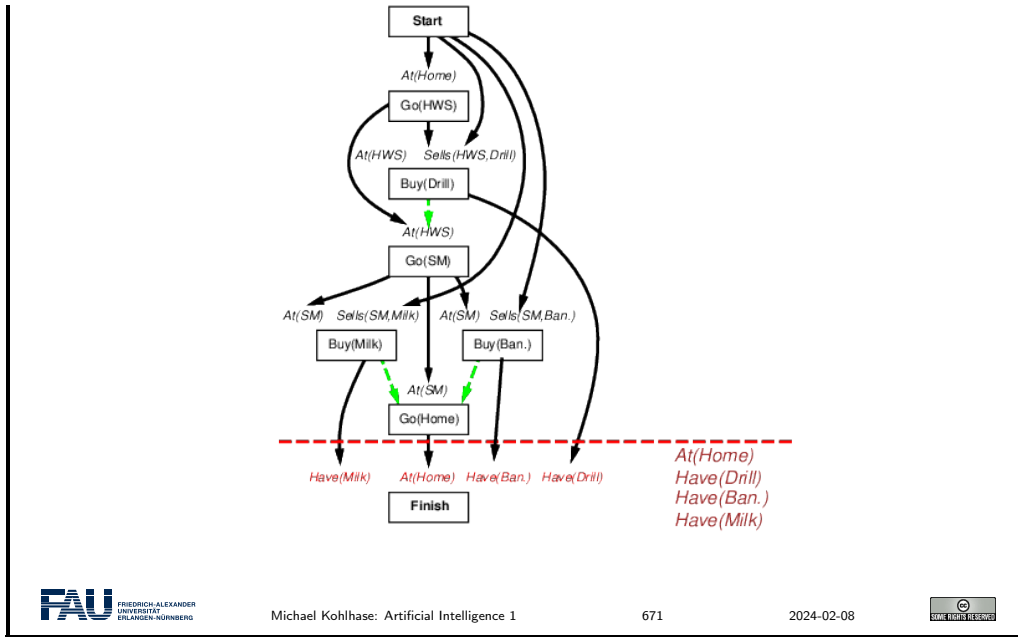 Start
At(Home)
Go(HWS)
At(HWS) Sells(HWS,Drill)
Buy(Drill)
At(HWS)
Go(SM)
At(SM) Sells(SM,Milk) At(SM) Sells(SM,Ban.)
Buy(Milk) Buy(Ban.)
At(SM)
Go(Home)
Have(Milk) At(Home) Have(Ban.) Have(Drill)
Finish
At(Home)
Have(Drill)
Have(Ban.)
Have(Milk)
FAU
FRIEDRICH-ALEXANDER
UNIVERSITÄT
ERLANGEN-NÜRNBERG
Michael Kohlhase: Artificial Intelligence 1 671 2024-02-08
cc
SOME RIGHTS RESERVED